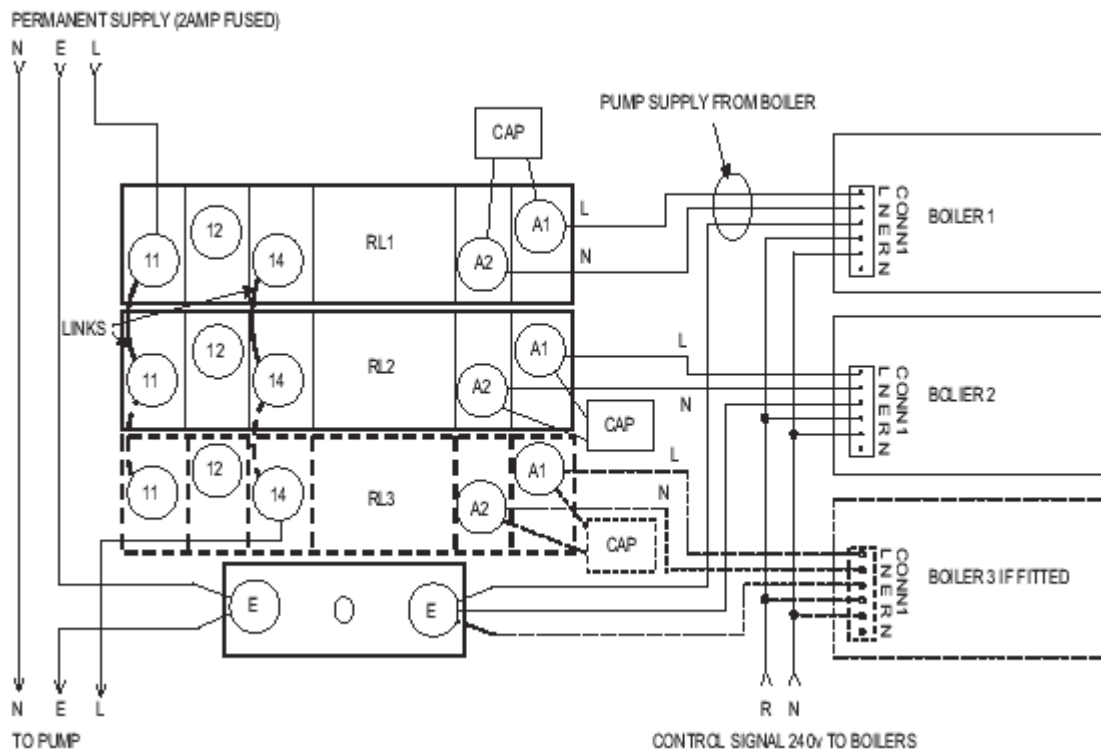 PERMANENT SUPPLY (2AMP FUSED)
N E L
PUMP SUPPLY FROM BOILER
CAP
11 12 14 RL1 A2 A1
L
N
CONN1
L N E R N
BOILER 1
LINKS
11 12 14 RL2 A2 A1
L
N
CAP
CONN1
L N E R N
BOLIER 2
11 12 14 RL3 A2 A1
L
N
CAP
CONN1
L N E R N
BOILER 3 IF FITTED
E E
N E L
TO PUMP
R N
CONTROL SIGNAL 240v TO BOILERS